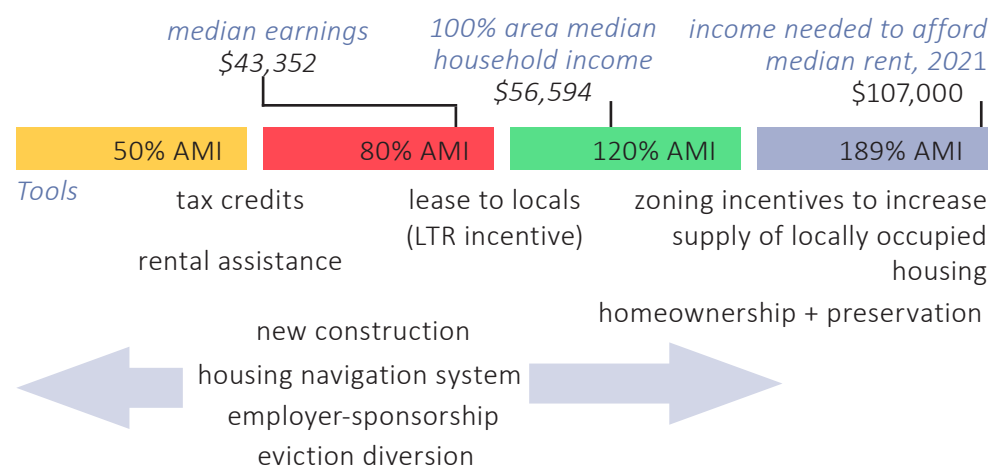 median earnings
$43,352
100% area median
household income
$56,594
income needed to afford
median rent, 2021
$107,000
50% AMI
80% AMI
120% AMI
189% AMI
Tools
tax credits
rental assistance
lease to locals
(LTR incentive)
zoning incentives to increase
supply of locally occupied
housing
homeownership + preservation
new construction
housing navigation system
employer-sponsorship
eviction diversion